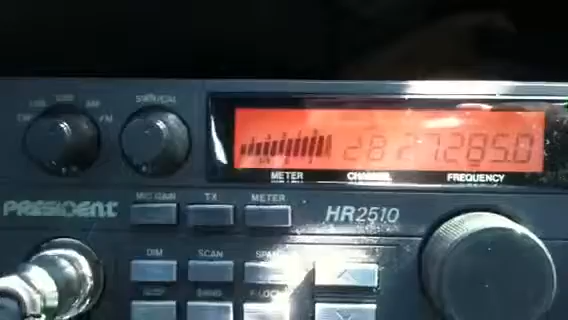 USB
AM
FM
SWR/CAL
28 27.285.0
METER
CHANNEL
FREQUENCY
PRESIDENT
MIC GAIN
TX
METER
HR2510
DIM
SCAN
SPAN